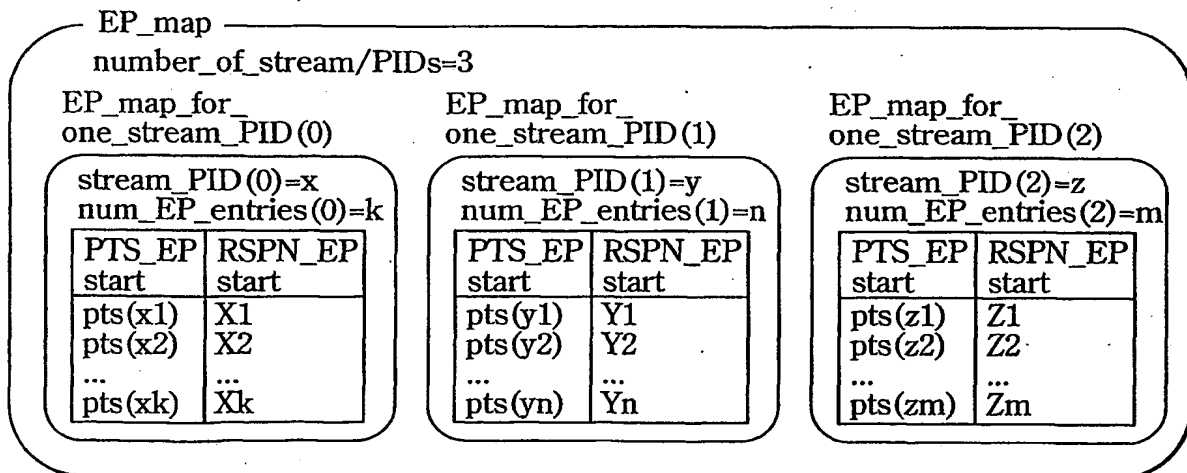 EP_map
number_of_stream/PIDs=3
EP_map_for_
one_stream_PID(0)
stream_PID(0)=x
num_EP_entries(0)=k
PTS_EP RSPN_EP
start start
pts(x1) X1
pts(x2) X2
... ...
pts(xk) Xk
EP_map_for_
one_stream_PID(1)
stream_PID(1)=y
num_EP_entries(1)=n
PTS_EP RSPN_EP
start start
pts(y1) Y1
pts(y2) Y2
... ...
pts(yn) Yn
EP_map_for_
one_stream_PID(2)
stream_PID(2)=z
num_EP_entries(2)=m
PTS_EP RSPN_EP
start start
pts(z1) Z1
pts(z2) Z2
... ...
pts(zm) Zm